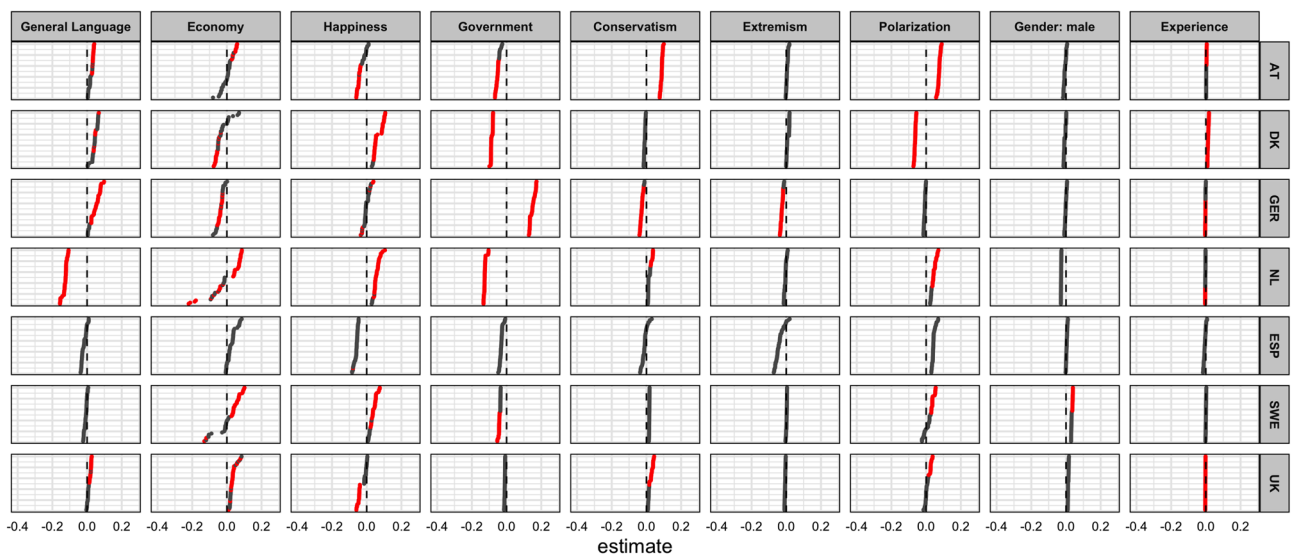 General Language Economy Happiness Government Conservatism Extremism Polarization Gender: male Experience
AT
DK
GER
NL
ESP
SWE
UK
-0.4 -0.2 0.0 0.2 -0.4 -0.2 0.0 0.2 -0.4 -0.2 0.0 0.2 -0.4 -0.2 0.0 0.2 -0.4 -0.2 0.0 0.2 -0.4 -0.2 0.0 0.2 -0.4 -0.2 0.0 0.2 -0.4 -0.2 0.0 0.2 -0.4 -0.2 0.0 0.2
estimate